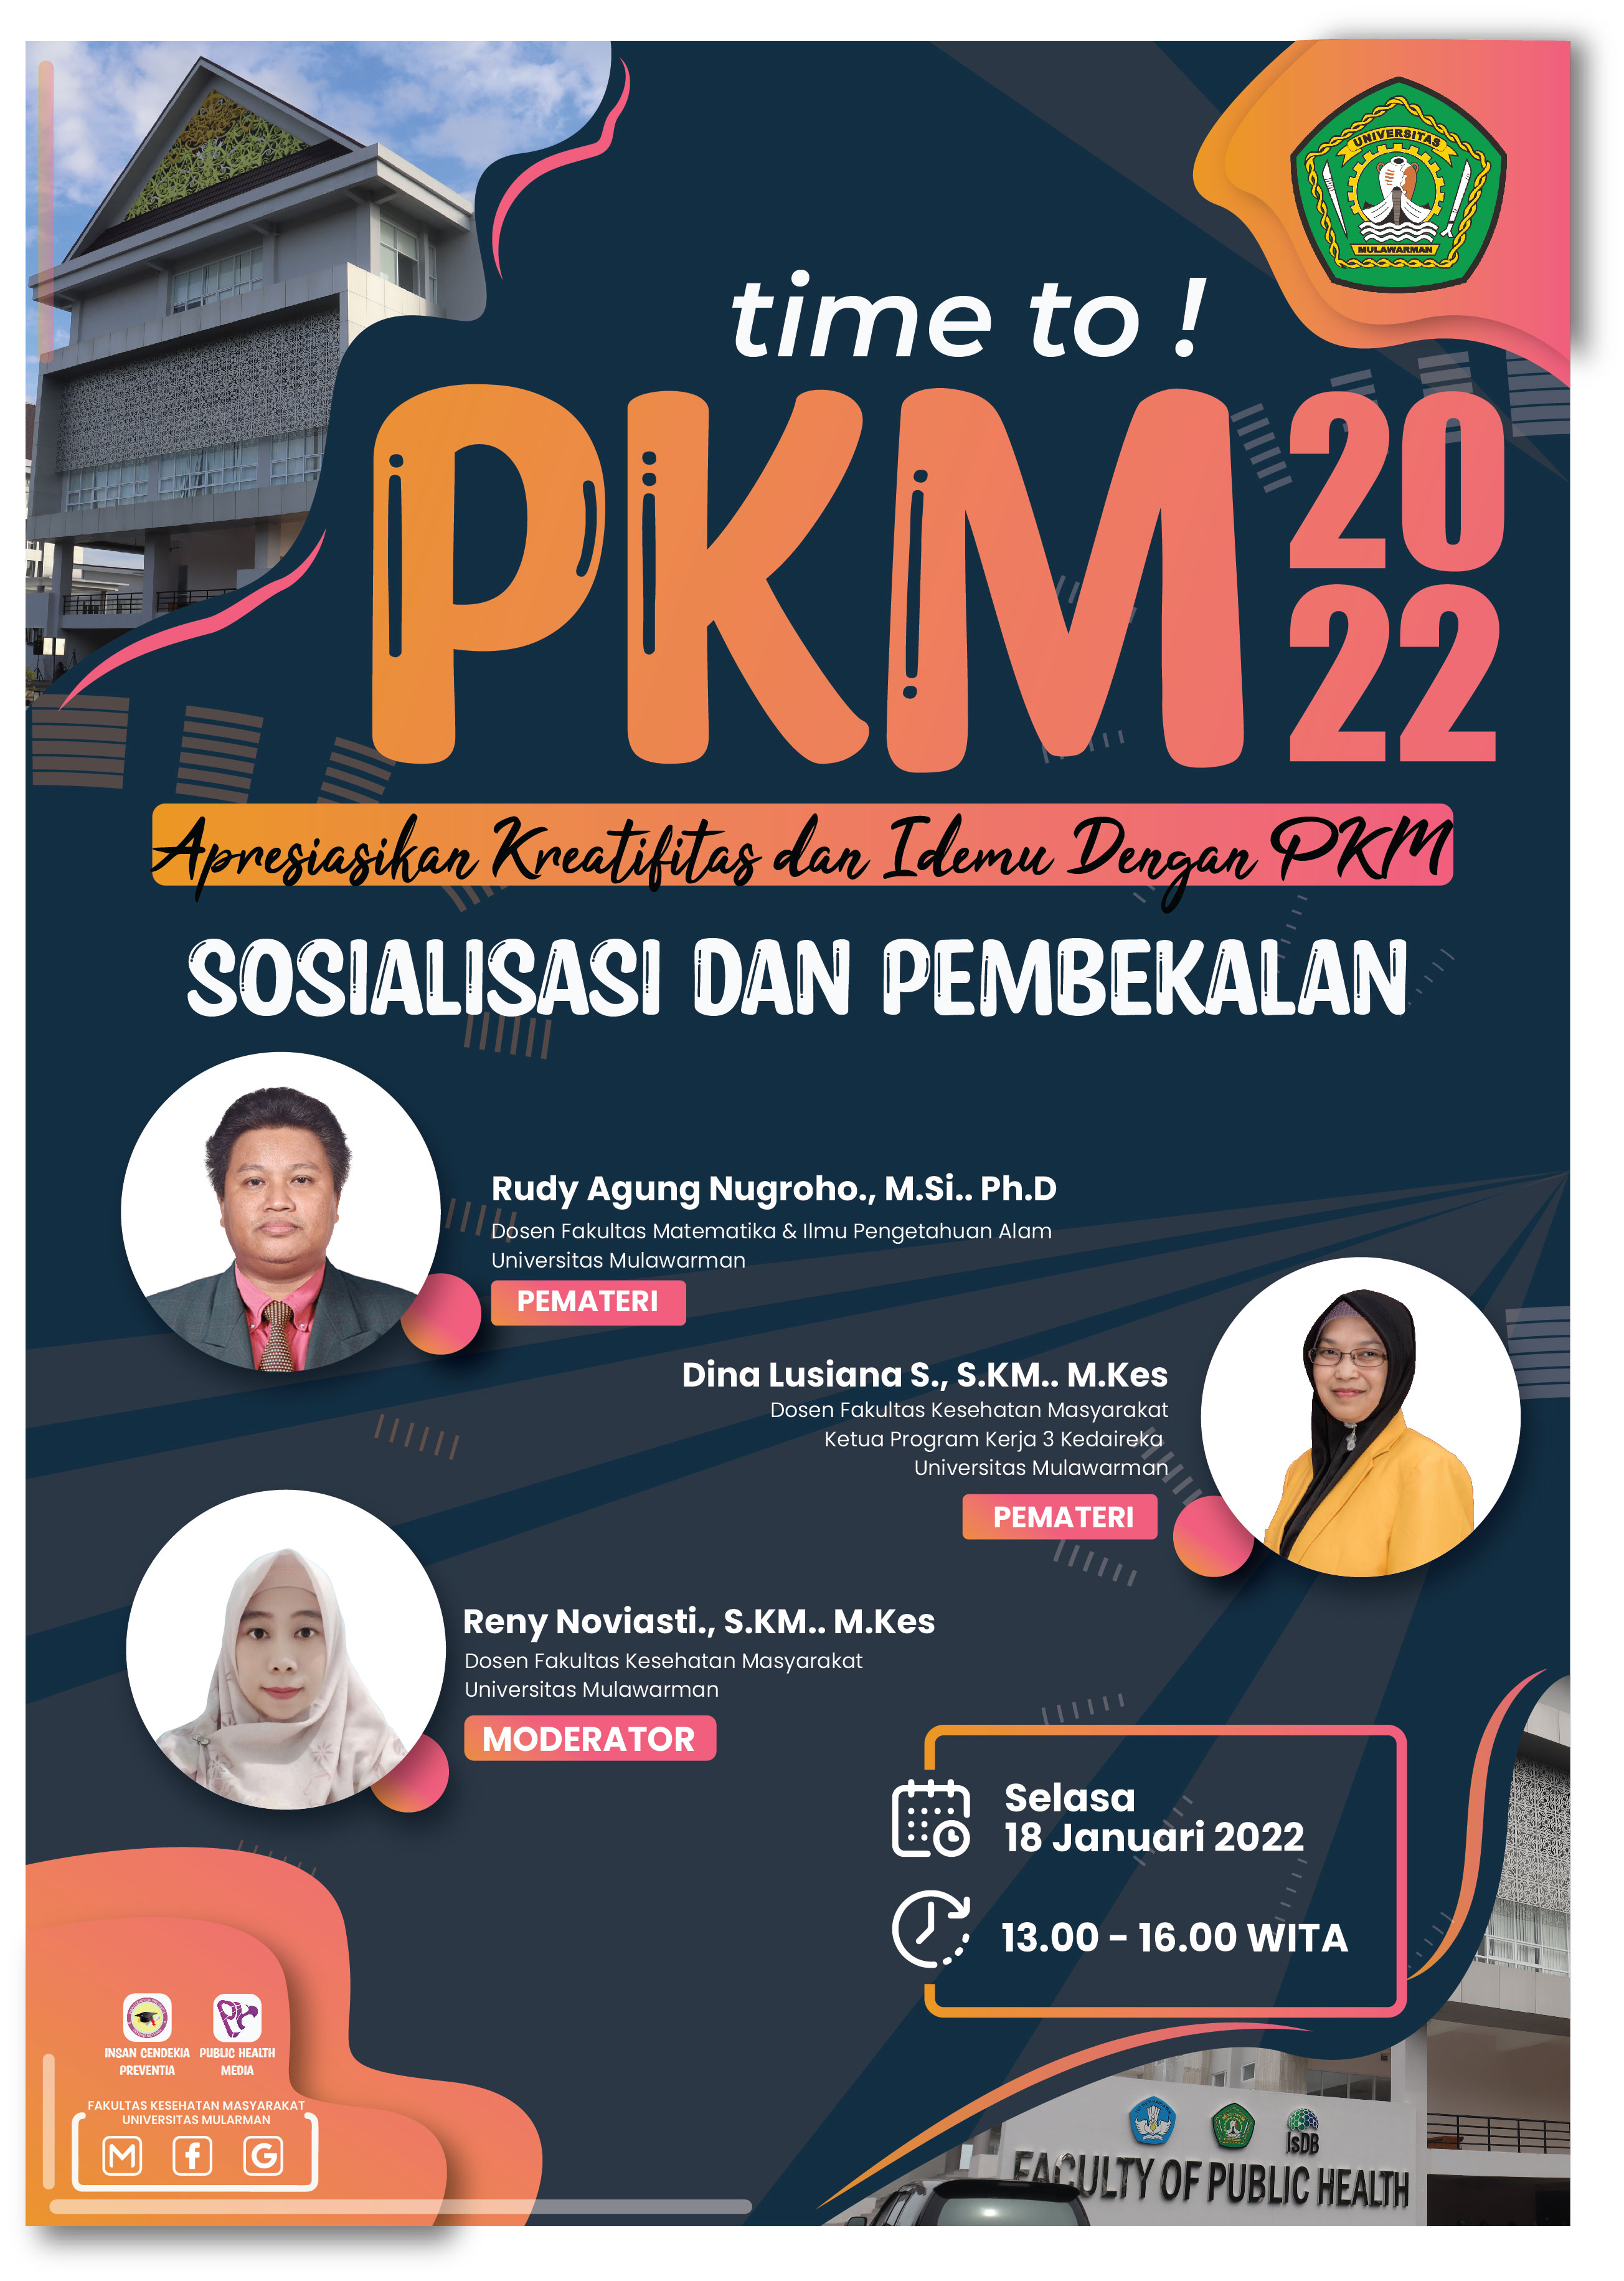 UNIVERSITAS
MULAWARMAN
time to !
PKM
20
22
Apresiasikan Kreatifitas dan Idemu Dengan PKM
SOSIALISASI DAN PEMBEKALAN
Rudy Agung Nugroho., M.Si.. Ph.D
Dosen Fakultas Matematika & Ilmu Pengetahuan Alam
Universitas Mulawarman
PEMATERI
Dina Lusiana S., S.KM.. M.Kes
Dosen Fakultas Kesehatan Masyarakat
Ketua Program Kerja 3 Kedaireka
Universitas Mulawarman
PEMATERI
Reny Noviasti., S.KM.. M.Kes
Dosen Fakultas Kesehatan Masyarakat
Universitas Mulawarman
MODERATOR
Selasa
18 Januari 2022
13.00 - 16.00 WITA
INSAN CENDEKIA
PREVENTIA
PUBLIC HEALTH
MEDIA
FAKULTAS KESEHATAN MASYARAKAT
UNIVERSITAS MULARMAN
M f G
IsDB
FACULTY OF PUBLIC HEALTH